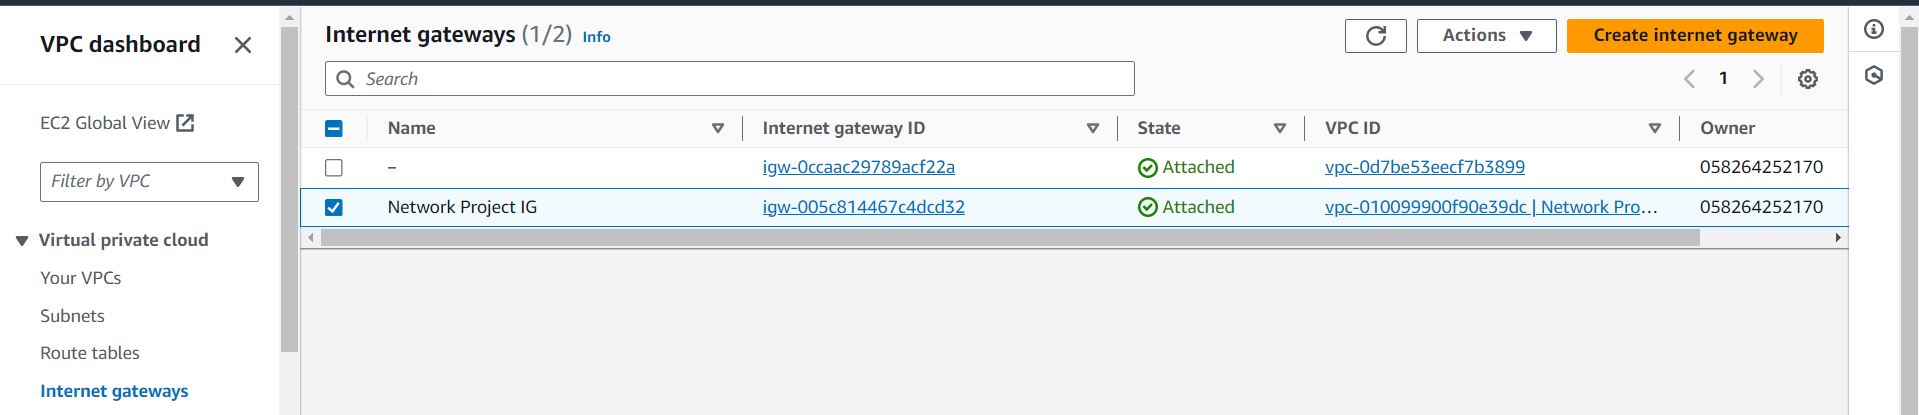 VPC dashboard
EC2 Global View
Filter by VPC
Virtual private cloud
Your VPCs
Subnets
Route tables
Internet gateways
Internet gateways (1/2) Info
Actions
Create internet gateway
Search
1
Name Internet gateway ID State VPC ID Owner
– igw-0ccaac29789acf22a Attached vpc-0d7be53eecf7b3899 058264252170
Network Project IG igw-005c814467c4dcd32 Attached vpc-010099900f90e39dc | Network Pro... 058264252170